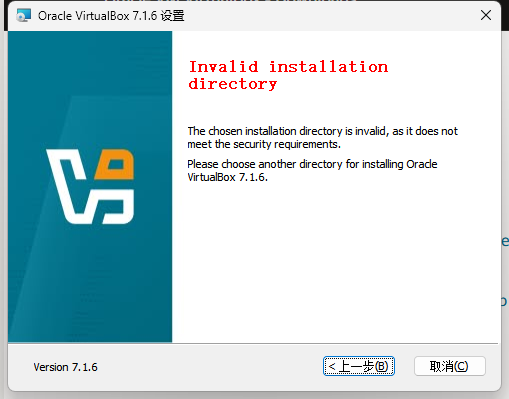 Oracle VirtualBox 7.1.6 设置
Invalid installation
directory
The chosen installation directory is invalid, as it does not
meet the security requirements.
Please choose another directory for installing Oracle
VirtualBox 7.1.6.
Version 7.1.6
< 上一步(B)
取消(C)